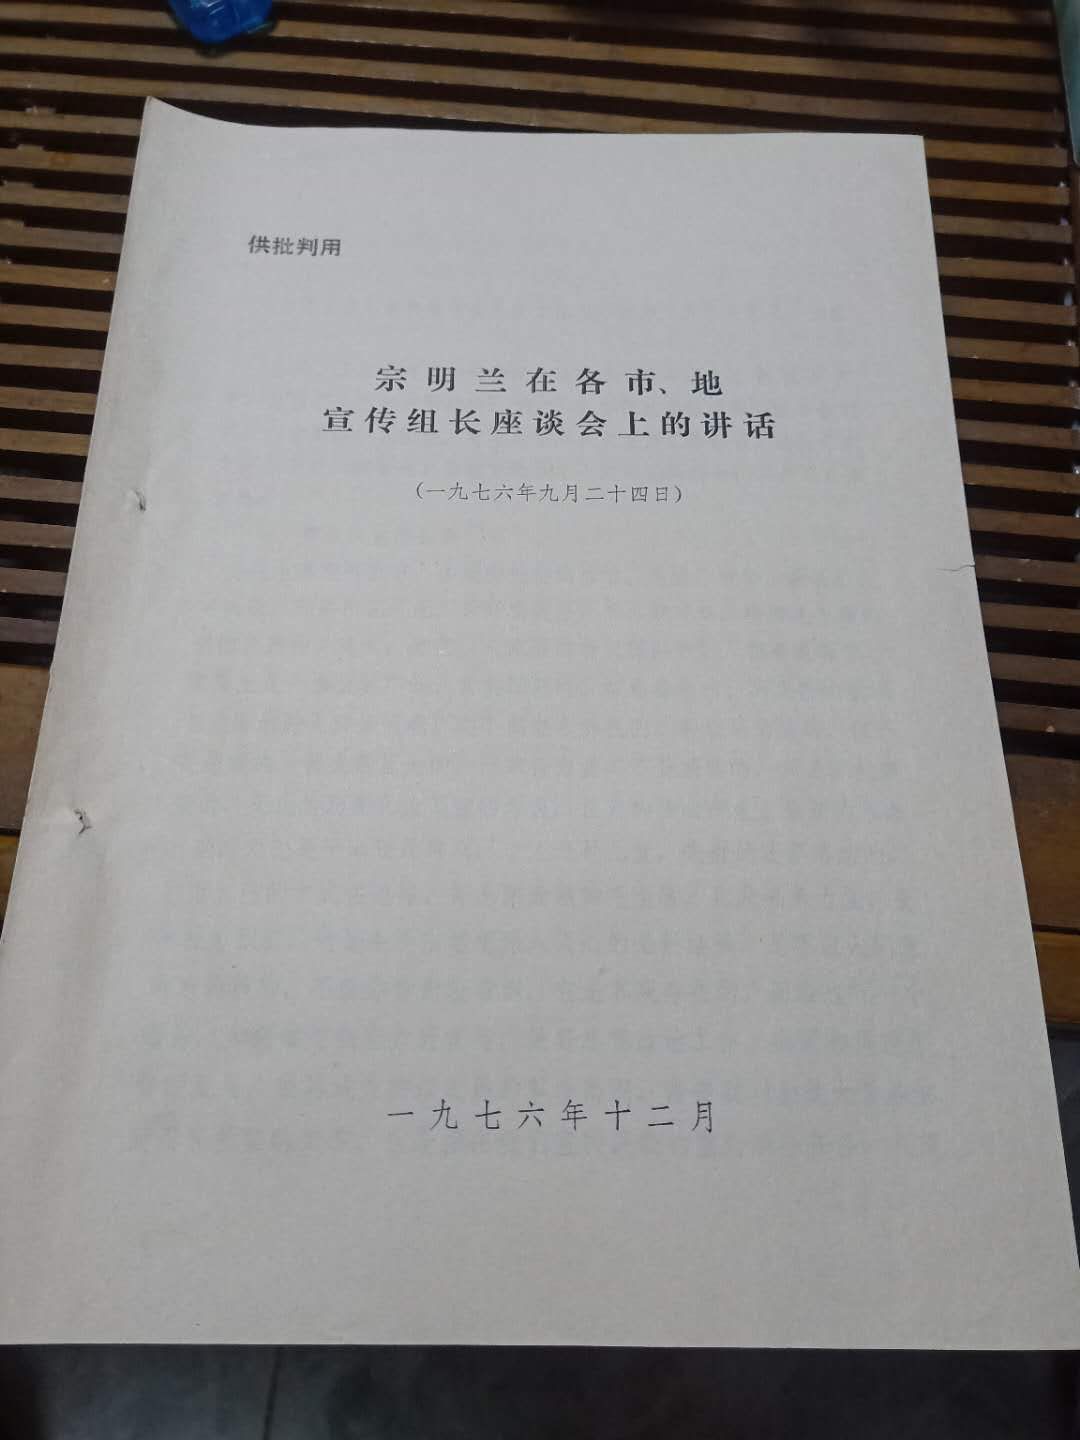 供批判用
宗明兰在各市、地
宣传组长座谈会上的讲话
（一九七六年九月二十四日）
一九七六年十二月